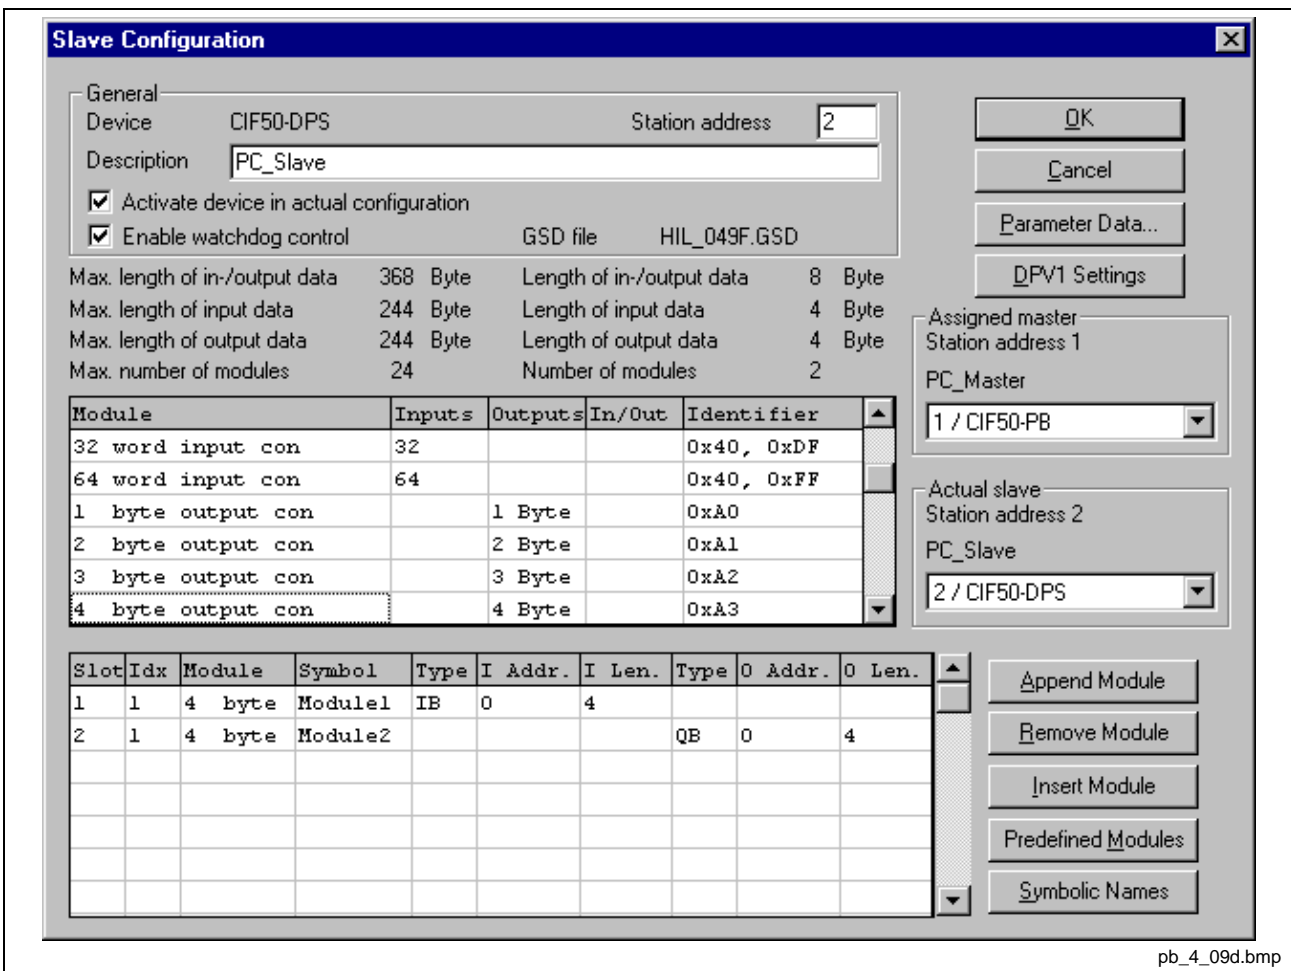 Slave Configuration
General
Device CIF50-DPS Station address 2
Description PC_Slave
Activate device in actual configuration
Enable watchdog control GSD file HIL_049F.GSD
Max. length of in-/output data 368 Byte Length of in-/output data 8 Byte
Max. length of input data 244 Byte Length of input data 4 Byte
Max. length of output data 244 Byte Length of output data 4 Byte
Max. number of modules 24 Number of modules 2
Module Inputs Outputs In/Out Identifier
32 word input con 32 0x40, 0xDF
64 word input con 64 0x40, 0xFF
1 byte output con 1 Byte 0xA0
2 byte output con 2 Byte 0xA1
3 byte output con 3 Byte 0xA2
4 byte output con 4 Byte 0xA3
OK
Cancel
Parameter Data...
DPV1 Settings
Assigned master
Station address 1
PC_Master
1 / CIF50-PB
Actual slave
Station address 2
PC_Slave
2 / CIF50-DPS
Slot Idx Module Symbol Type I Addr. I Len. Type O Addr. O Len.
1 1 4 byte Module1 IB 0 4
2 1 4 byte Module2 QB 0 4
Append Module
Remove Module
Insert Module
Predefined Modules
Symbolic Names
pb_4_09d.bmp